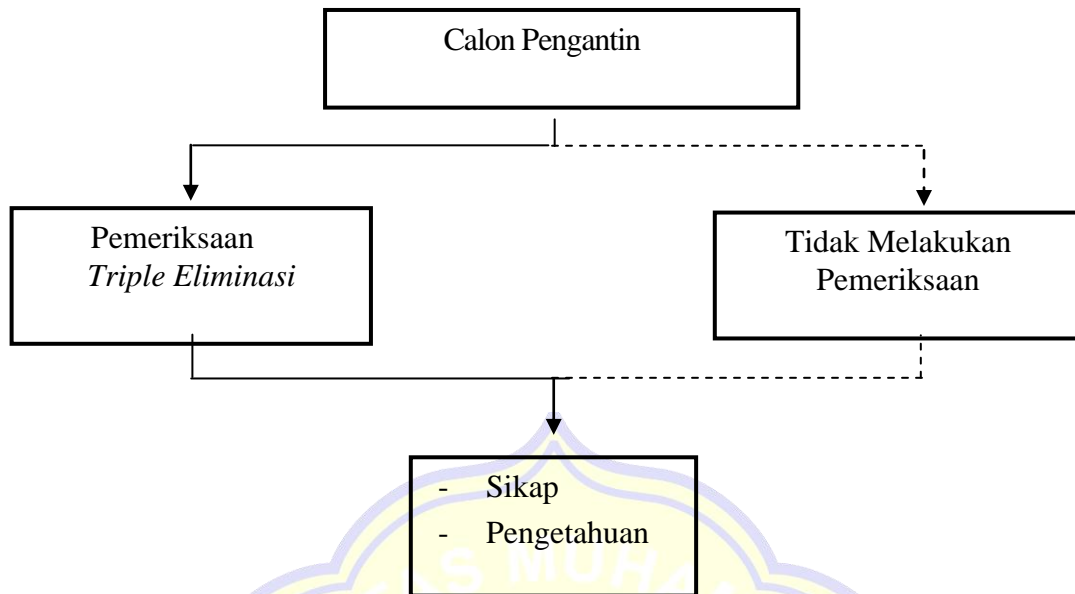 Calon Pengantin
Pemeriksaan
Triple Eliminasi
Tidak Melakukan
Pemeriksaan
- Sikap
- Pengetahuan